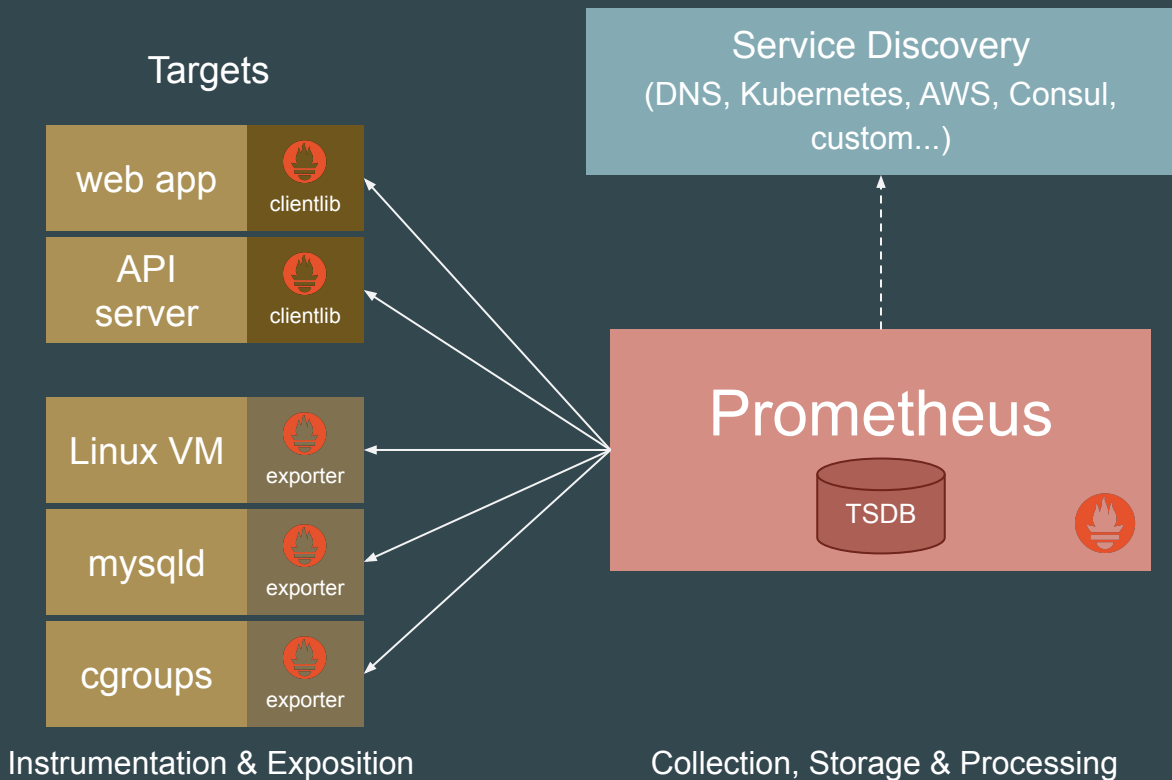 Targets
web app
clientlib
API
server
clientlib
Linux VM
exporter
mysqld
exporter
cgroups
exporter
Instrumentation & Exposition
Service Discovery
(DNS, Kubernetes, AWS, Consul,
custom...)
Prometheus
TSDB
Collection, Storage & Processing